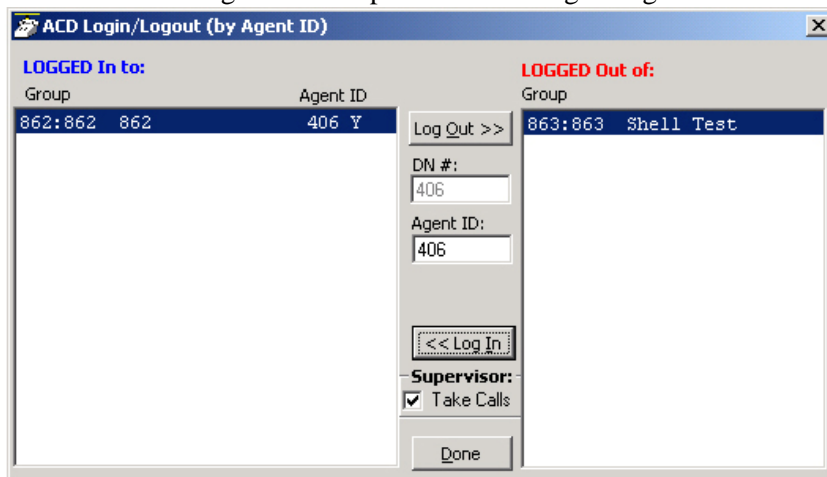 ACD Login/Logout (by Agent ID)
LOGGED In to:
Group Agent ID
862:862 862 406 Y
Log Out >>
DN #:
406
Agent ID:
406
<< Log In
Supervisor:
Take Calls
Done
LOGGED Out of:
Group
863:863 Shell Test